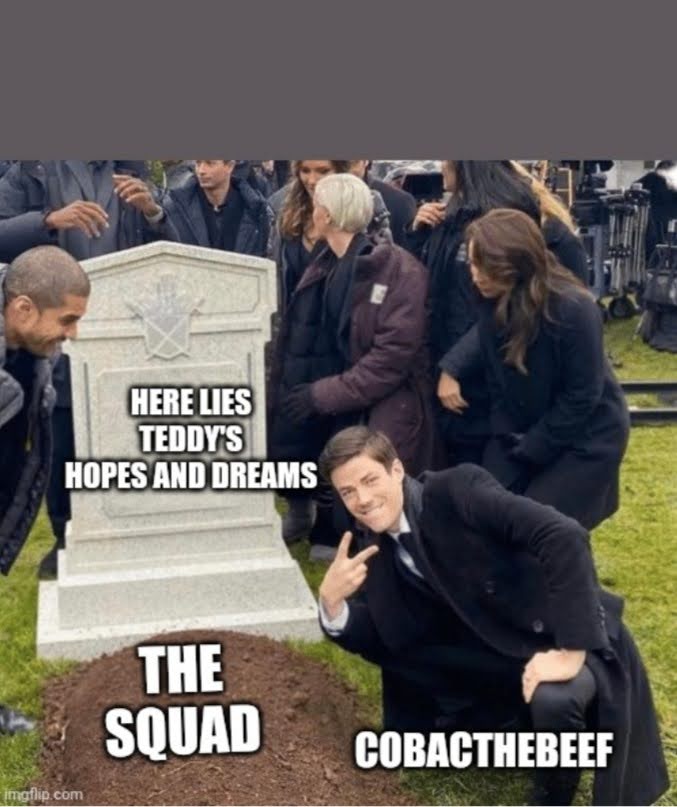 HERE LIES
TEDDY'S
HOPES AND DREAMS
THE
SQUAD
COBACTHEBEEF
imgflip.com